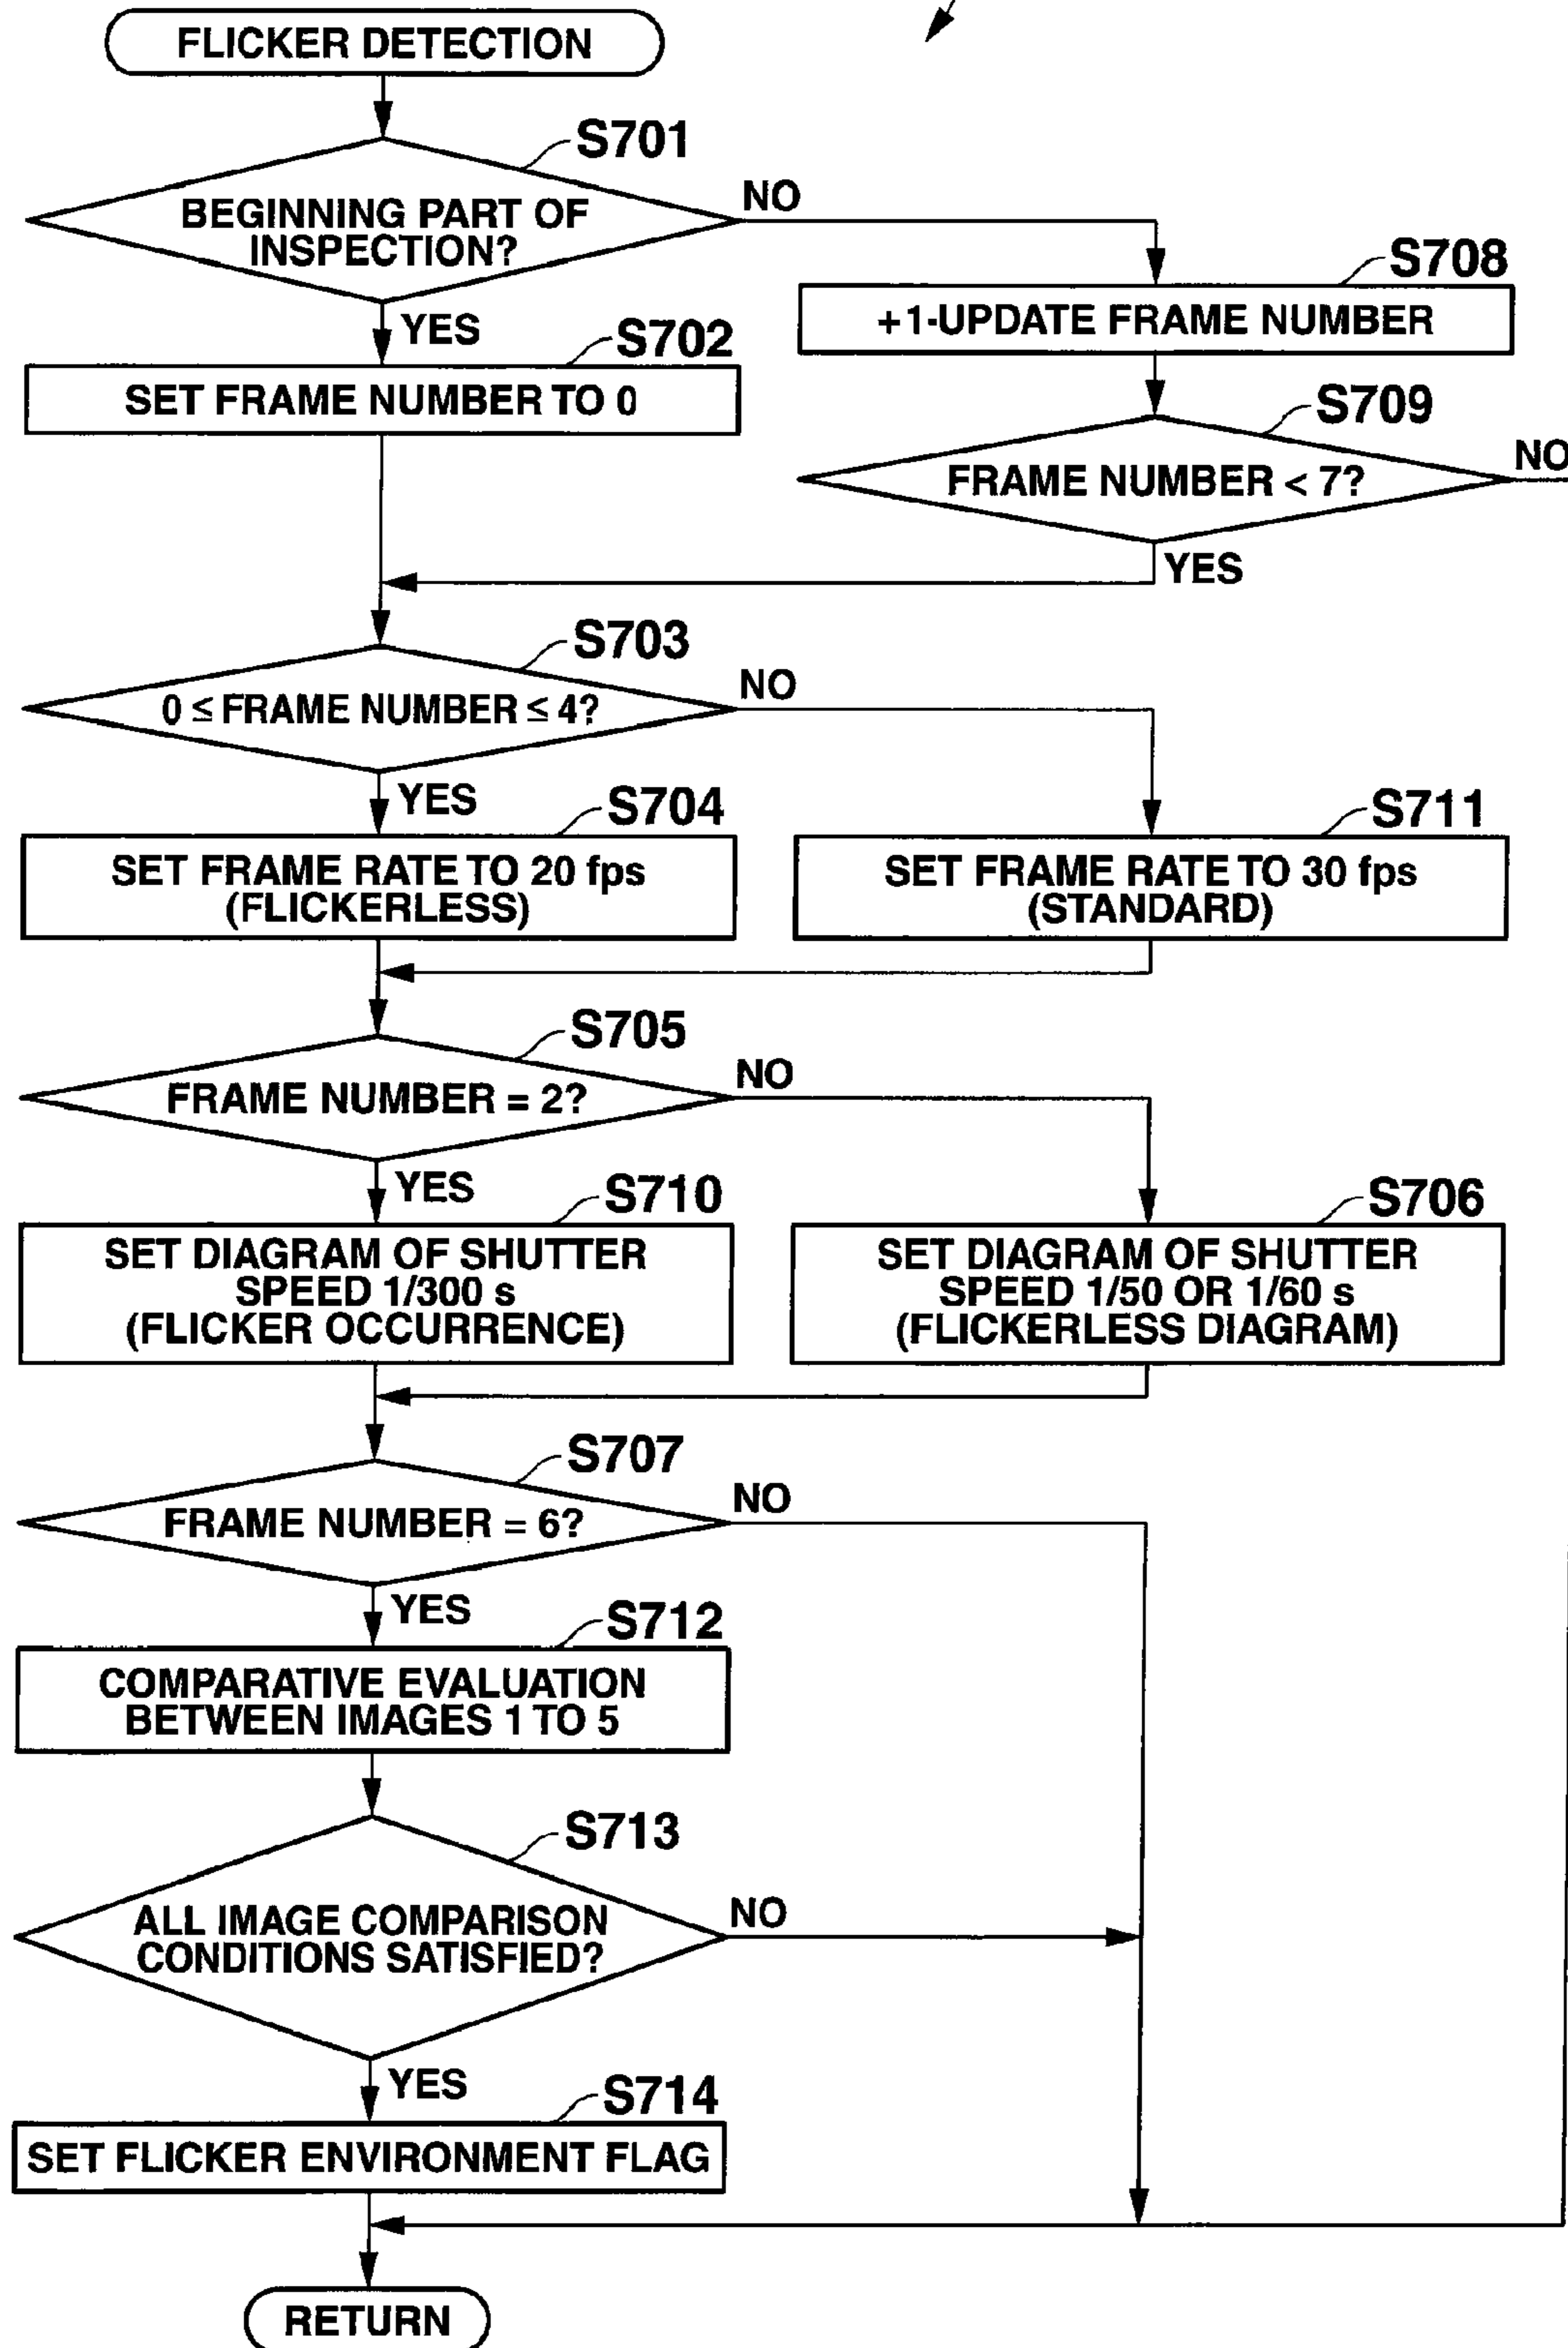 FLICKER DETECTION
S701
BEGINNING PART OF
INSPECTION?
NO
YES
S708
+1-UPDATE FRAME NUMBER
S702
SET FRAME NUMBER TO 0
S709
FRAME NUMBER < 7?
NO
YES
S703
0 ≤ FRAME NUMBER ≤ 4?
NO
YES
S704
SET FRAME RATE TO 20 fps
(FLICKERLESS)
S711
SET FRAME RATE TO 30 fps
(STANDARD)
S705
FRAME NUMBER = 2?
NO
YES
S710
SET DIAGRAM OF SHUTTER
SPEED 1/300 s
(FLICKER OCCURRENCE)
S706
SET DIAGRAM OF SHUTTER
SPEED 1/50 OR 1/60 s
(FLICKERLESS DIAGRAM)
S707
FRAME NUMBER = 6?
NO
YES
S712
COMPARATIVE EVALUATION
BETWEEN IMAGES 1 TO 5
S713
ALL IMAGE COMPARISON
CONDITIONS SATISFIED?
NO
YES
S714
SET FLICKER ENVIRONMENT FLAG
RETURN